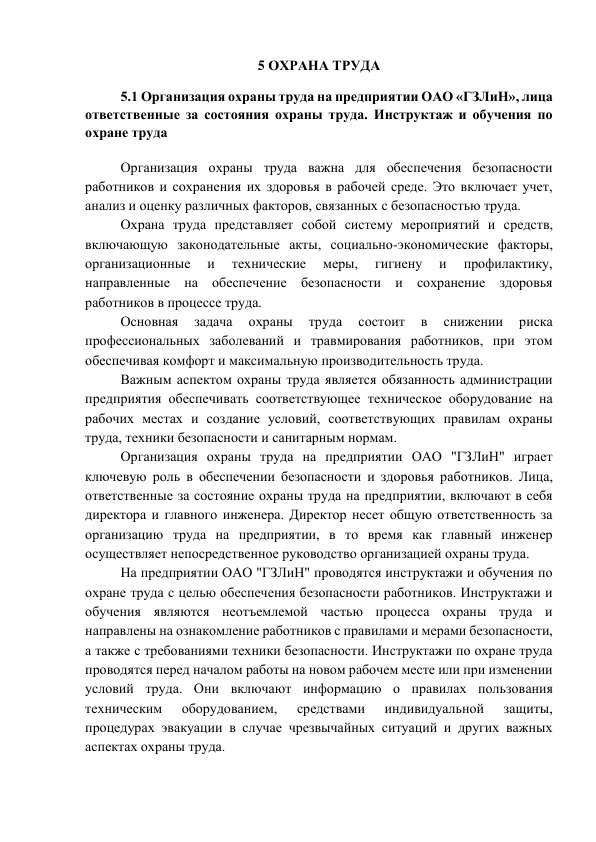 5 ОХРАНА ТРУДА
5.1 Организация охраны труда на предприятии ОАО «ГЗЛиН», лица
ответственные за состояния охраны труда. Инструктаж и обучения по
охране труда
Организация охраны труда важна для обеспечения безопасности
работников и сохранения их здоровья в рабочей среде. Это включает учет,
анализ и оценку различных факторов, связанных с безопасностью труда.
Охрана труда представляет собой систему мероприятий и средств,
включающую законодательные акты, социально-экономические факторы,
организационные и технические меры, гигиену и профилактику,
направленные на обеспечение безопасности и сохранение здоровья
работников в процессе труда.
Основная задача охраны труда состоит в снижении риска
профессиональных заболеваний и травмирования работников, при этом
обеспечивая комфорт и максимальную производительность труда.
Важным аспектом охраны труда является обязанность администрации
предприятия обеспечивать соответствующее техническое оборудование на
рабочих местах и создание условий, соответствующих правилам охраны
труда, техники безопасности и санитарным нормам.
Организация охраны труда на предприятии ОАО "ГЗЛиН" играет
ключевую роль в обеспечении безопасности и здоровья работников. Лица,
ответственные за состояние охраны труда на предприятии, включают в себя
директора и главного инженера. Директор несет общую ответственность за
организацию труда на предприятии, в то время как главный инженер
осуществляет непосредственное руководство организацией охраны труда.
На предприятии ОАО "ГЗЛиН" проводятся инструктажи и обучения по
охране труда с целью обеспечения безопасности работников. Инструктажи и
обучения являются неотъемлемой частью процесса охраны труда и
направлены на ознакомление работников с правилами и мерами безопасности,
а также с требованиями техники безопасности. Инструктажи по охране труда
проводятся перед началом работы на новом рабочем месте или при изменении
условий труда. Они включают информацию о правилах пользования
техническим оборудованием, средствами индивидуальной защиты,
процедурах эвакуации в случае чрезвычайных ситуаций и других важных
аспектах охраны труда.